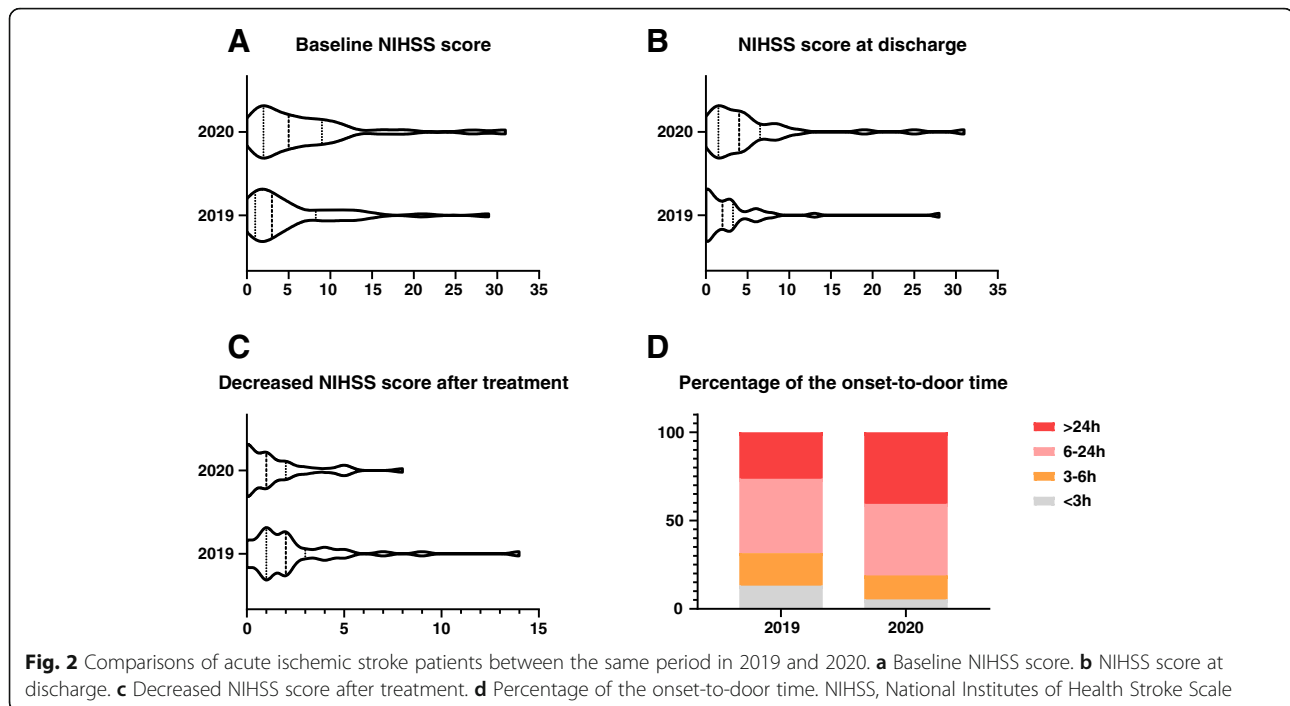 A
Baseline NIHSS score
2020
2019
0 5 10 15 20 25 30 35
B
NIHSS score at discharge
2020
2019
0 5 10 15 20 25 30 35
C
Decreased NIHSS score after treatment
2020
2019
0 5 10 15
D
Percentage of the onset-to-door time
100
50
0
2019 2020
>24h
6-24h
3-6h
<3h
Fig. 2 Comparisons of acute ischemic stroke patients between the same period in 2019 and 2020. a Baseline NIHSS score. b NIHSS score at
discharge. c Decreased NIHSS score after treatment. d Percentage of the onset-to-door time. NIHSS, National Institutes of Health Stroke Scale